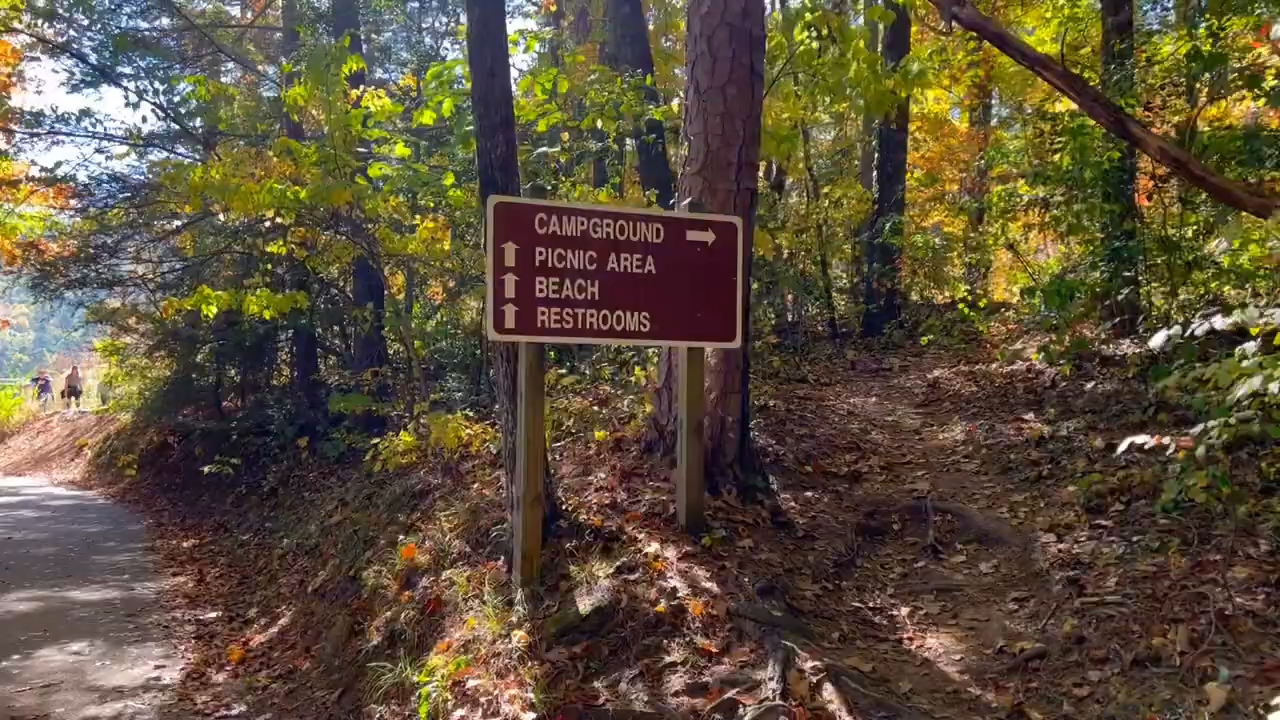 CAMPGROUND →
↑ PICNIC AREA
↑ BEACH
↑ RESTROOMS